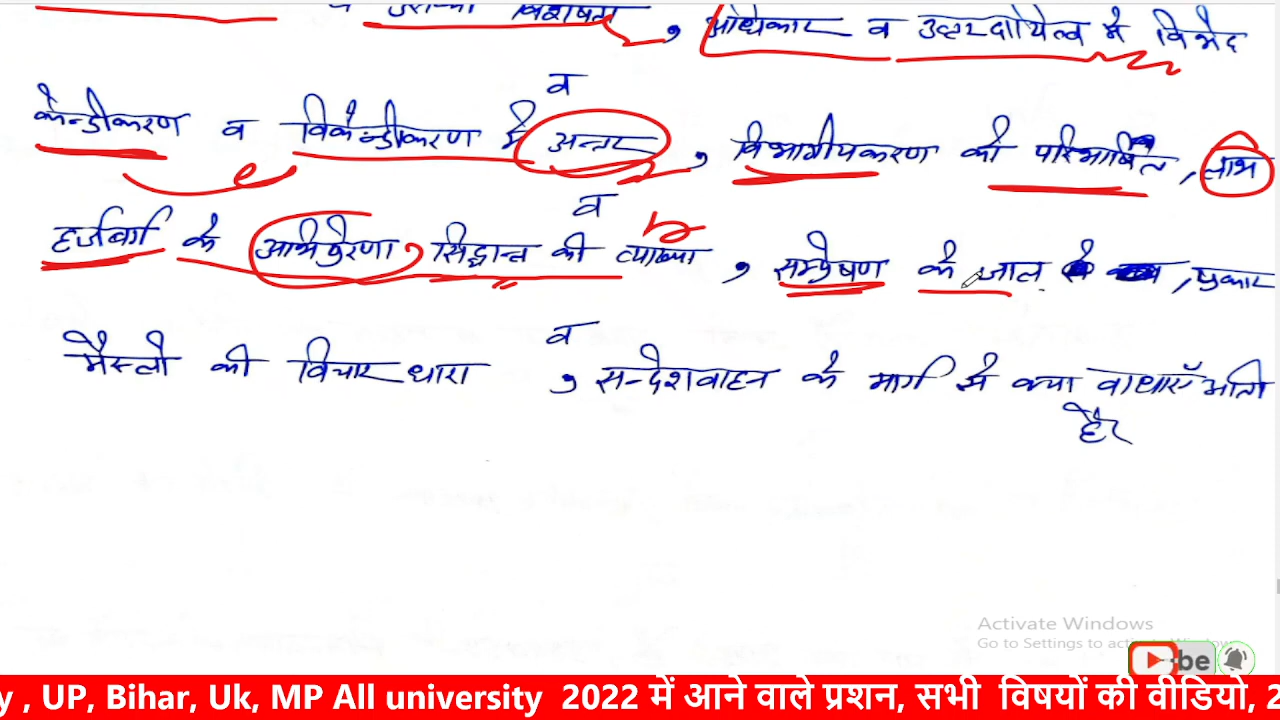 व उसकी विशेषता, अधिकार व उत्तरदायित्व में विभेद
व
केन्द्रीकरण व विकेन्द्रीकरण में अन्तर, विभागीयकरण को परिभाषित, लाभ
व
हर्जबर्ग के अभिप्रेरणा सिद्धान्त की व्याख्या, सम्प्रेषण के जाल, प्रकार
व
मैस्लो की विचारधारा, सन्देशवाहन के मार्ग में क्या बाधाएँ आती
है
Activate Windows
Go to Settings to
be
y , UP, Bihar, Uk, MP All university 2022 में आने वाले प्रशन, सभी विषयों की वीडियो, 2